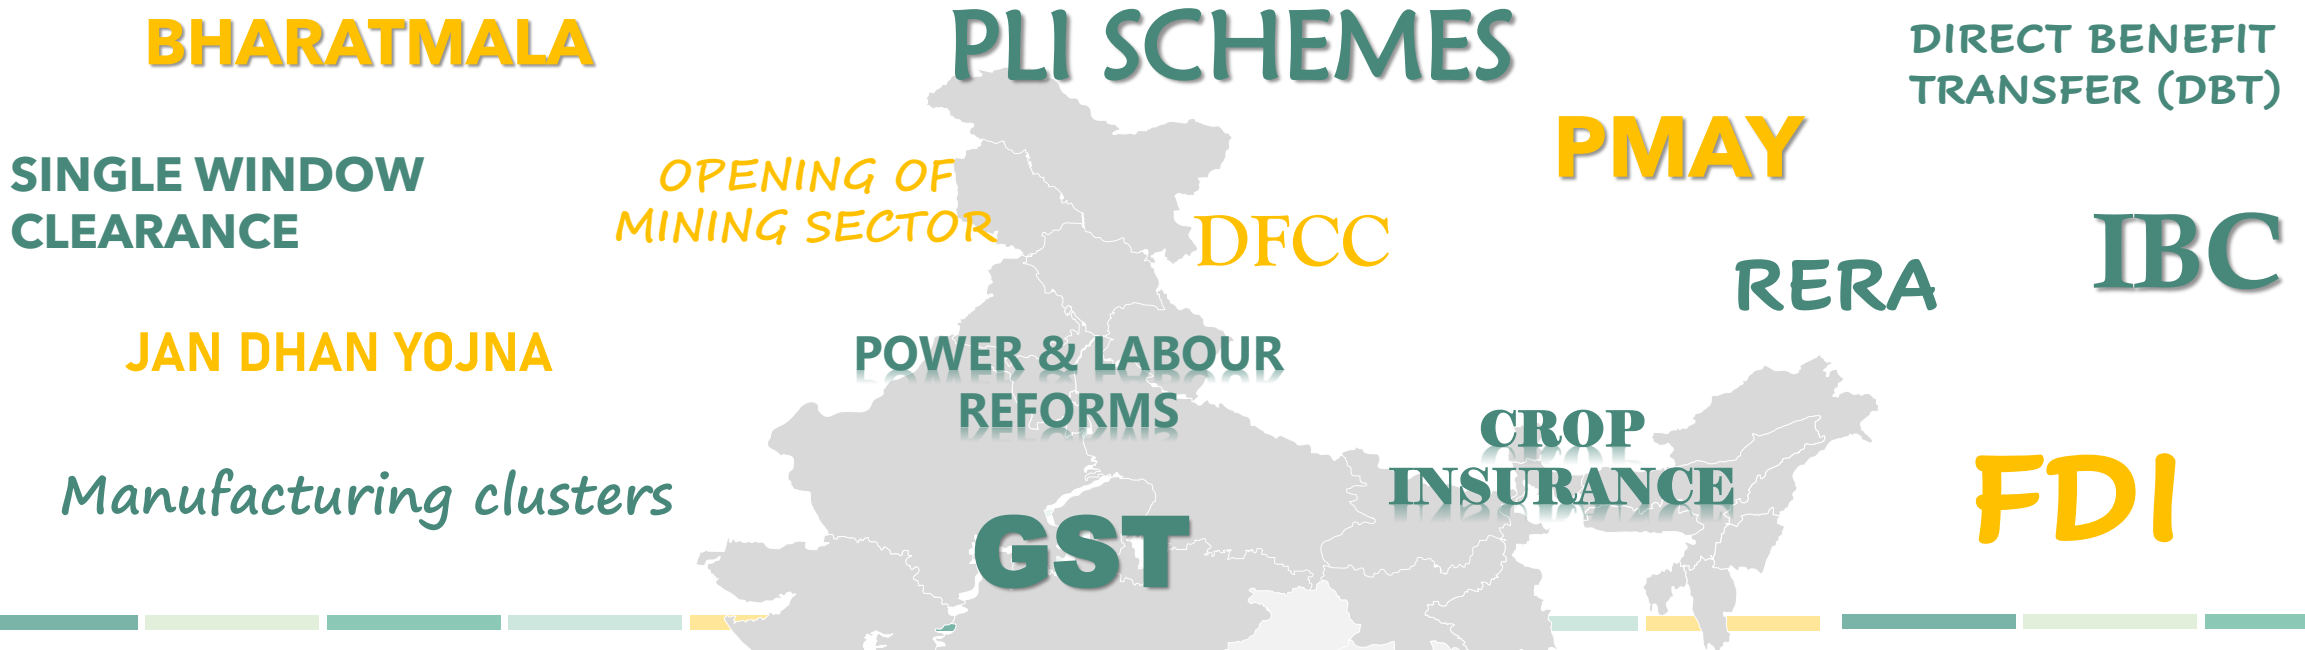 BHARATMALA
PLI SCHEMES
DIRECT BENEFIT
TRANSFER (DBT)
PMAY
SINGLE WINDOW
CLEARANCE
OPENING OF
MINING SECTOR
DFCC
IBC
RERA
JAN DHAN YOJNA
POWER & LABOUR
REFORMS
CROP
INSURANCE
Manufacturing clusters
FDI
GST